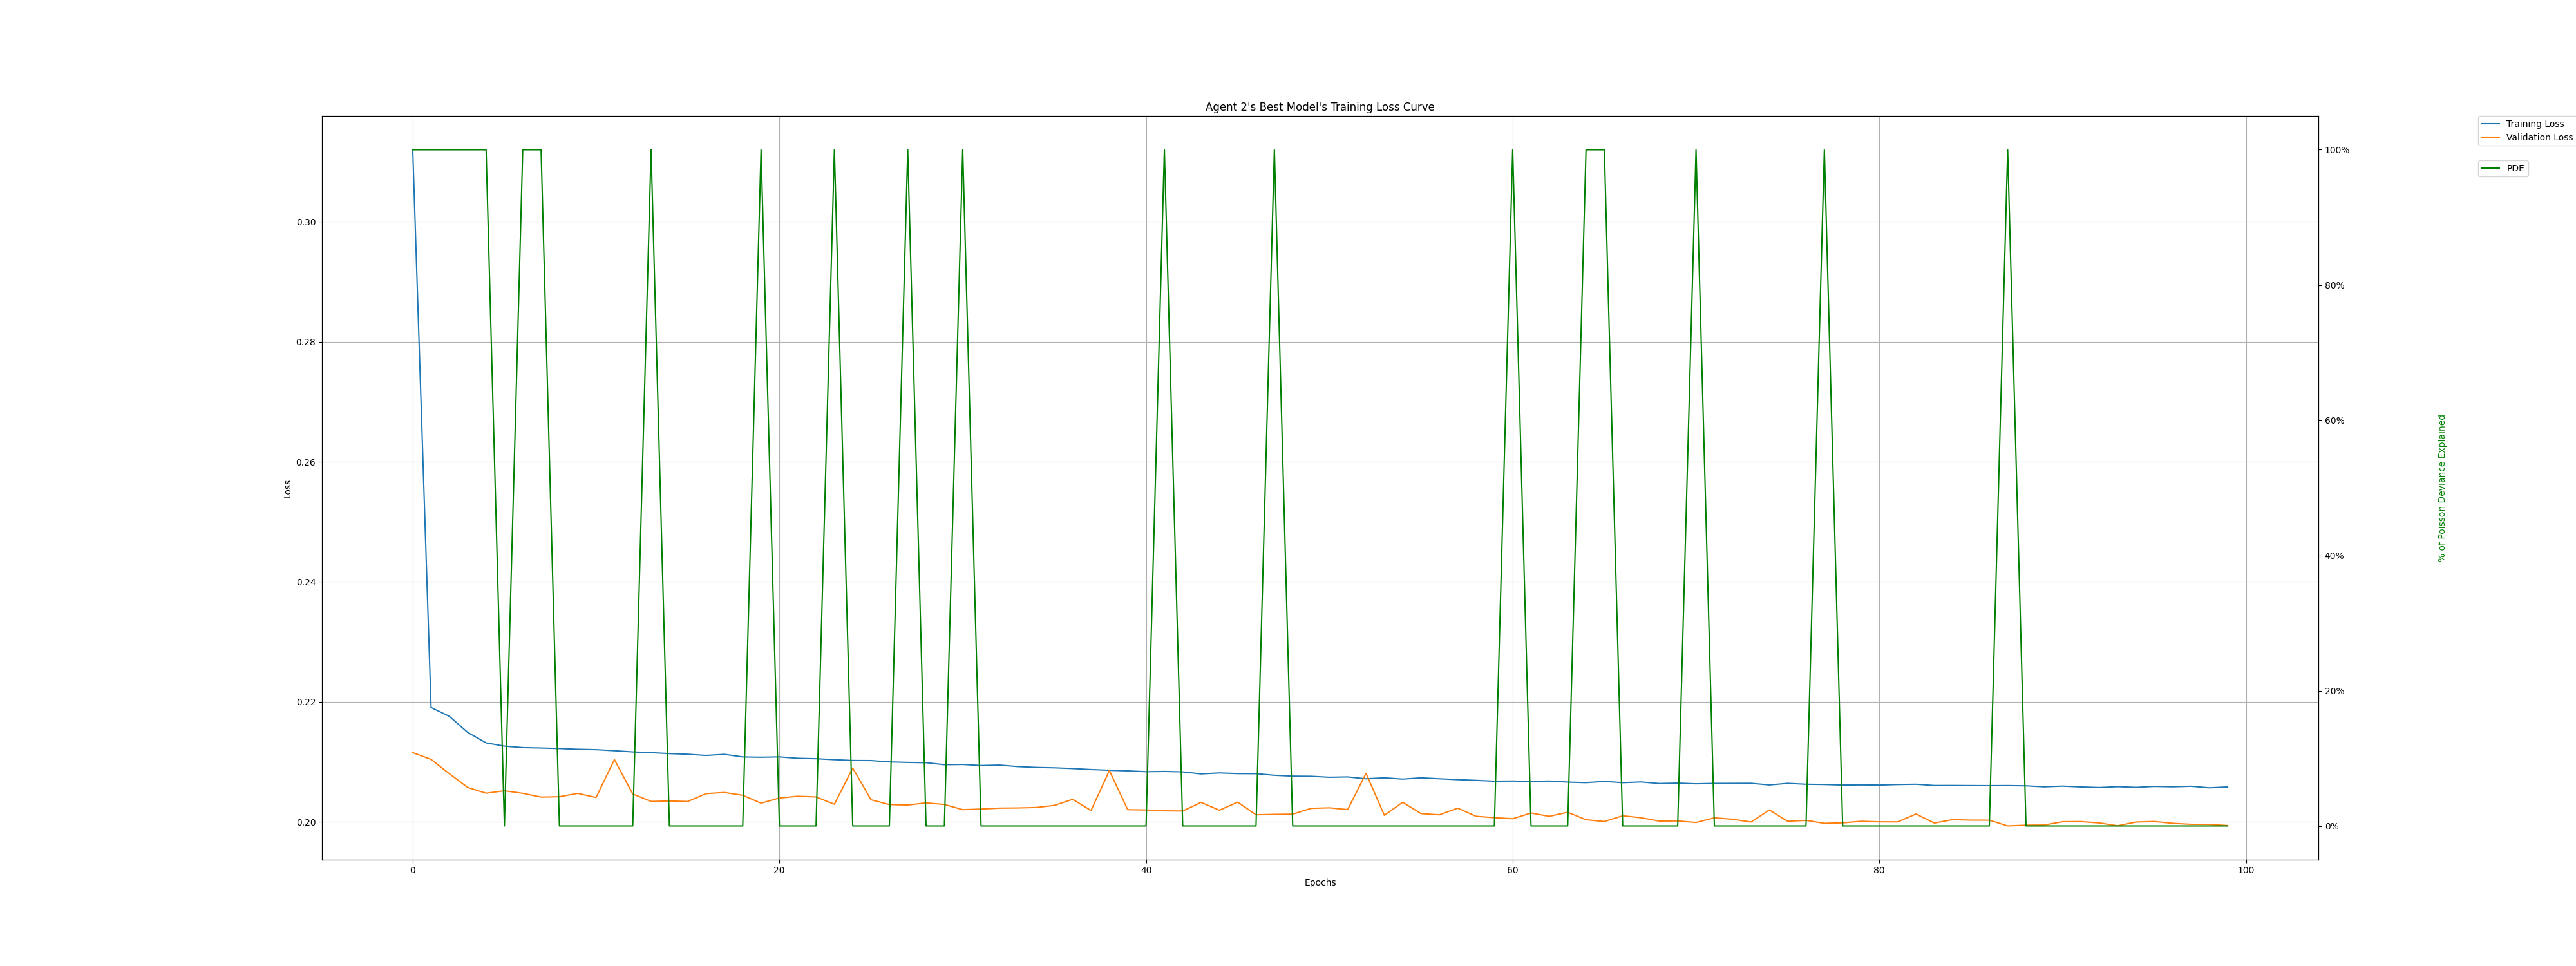 Agent 2's Best Model's Training Loss Curve
Training Loss
Validation Loss
PDE
0.30
0.28
0.26
0.24
0.22
0.20
Loss
100%
80%
60%
40%
20%
0%
% of Poisson Deviance Explained
0 20 40 60 80 100
Epochs